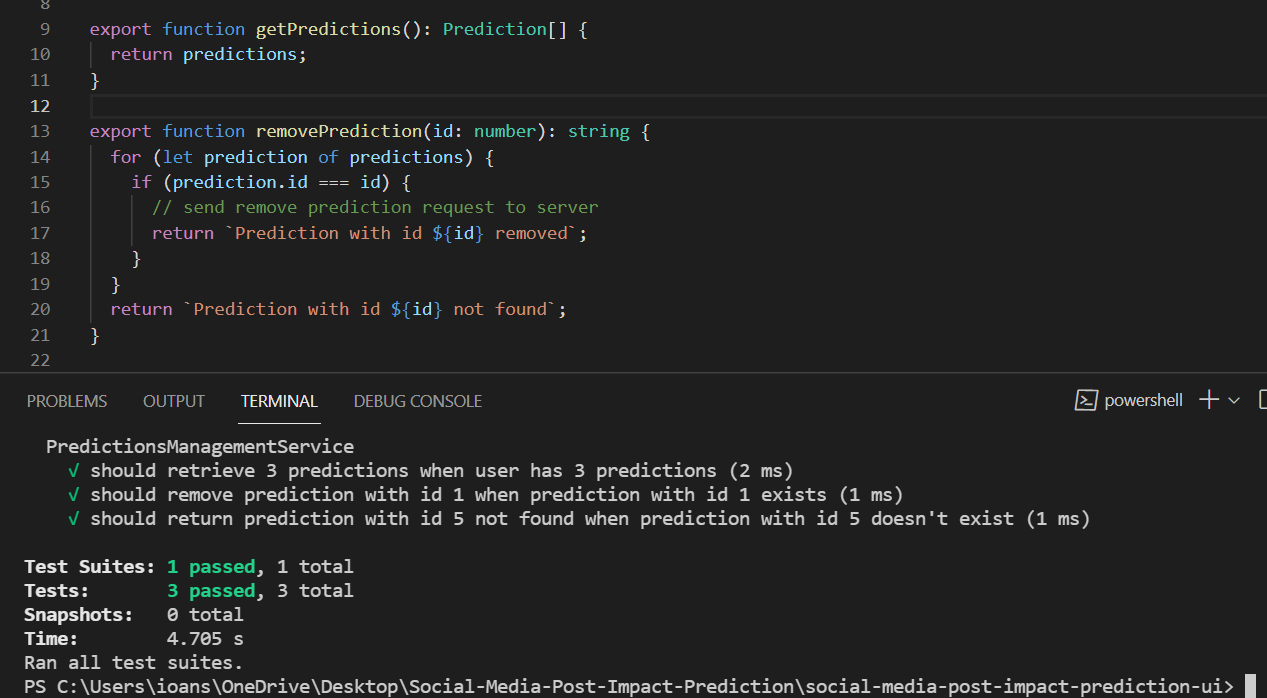 8
9 export function getPredictions(): Prediction[] {
10 return predictions;
11 }
12
13 export function removePrediction(id: number): string {
14 for (let prediction of predictions) {
15 if (prediction.id === id) {
16 // send remove prediction request to server
17 return `Prediction with id ${id} removed`;
18 }
19 }
20 return `Prediction with id ${id} not found`;
21 }
22
PROBLEMS OUTPUT TERMINAL DEBUG CONSOLE powershell
PredictionsManagementService
√ should retrieve 3 predictions when user has 3 predictions (2 ms)
√ should remove prediction with id 1 when prediction with id 1 exists (1 ms)
√ should return prediction with id 5 not found when prediction with id 5 doesn't exist (1 ms)
Test Suites: 1 passed, 1 total
Tests: 3 passed, 3 total
Snapshots: 0 total
Time: 4.705 s
Ran all test suites.
PS C:\Users\ioans\OneDrive\Desktop\Social-Media-Post-Impact-Prediction\social-media-post-impact-prediction-ui>